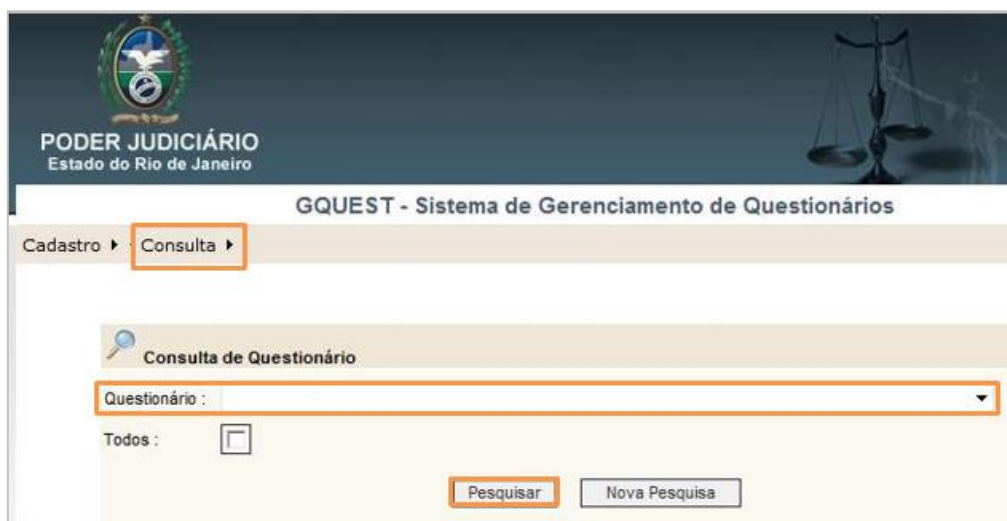 PODER JUDICIÁRIO
Estado do Rio de Janeiro
GQUEST - Sistema de Gerenciamento de Questionários
Cadastro Consulta
Consulta de Questionário
Questionário :
Todos :
Pesquisar Nova Pesquisa